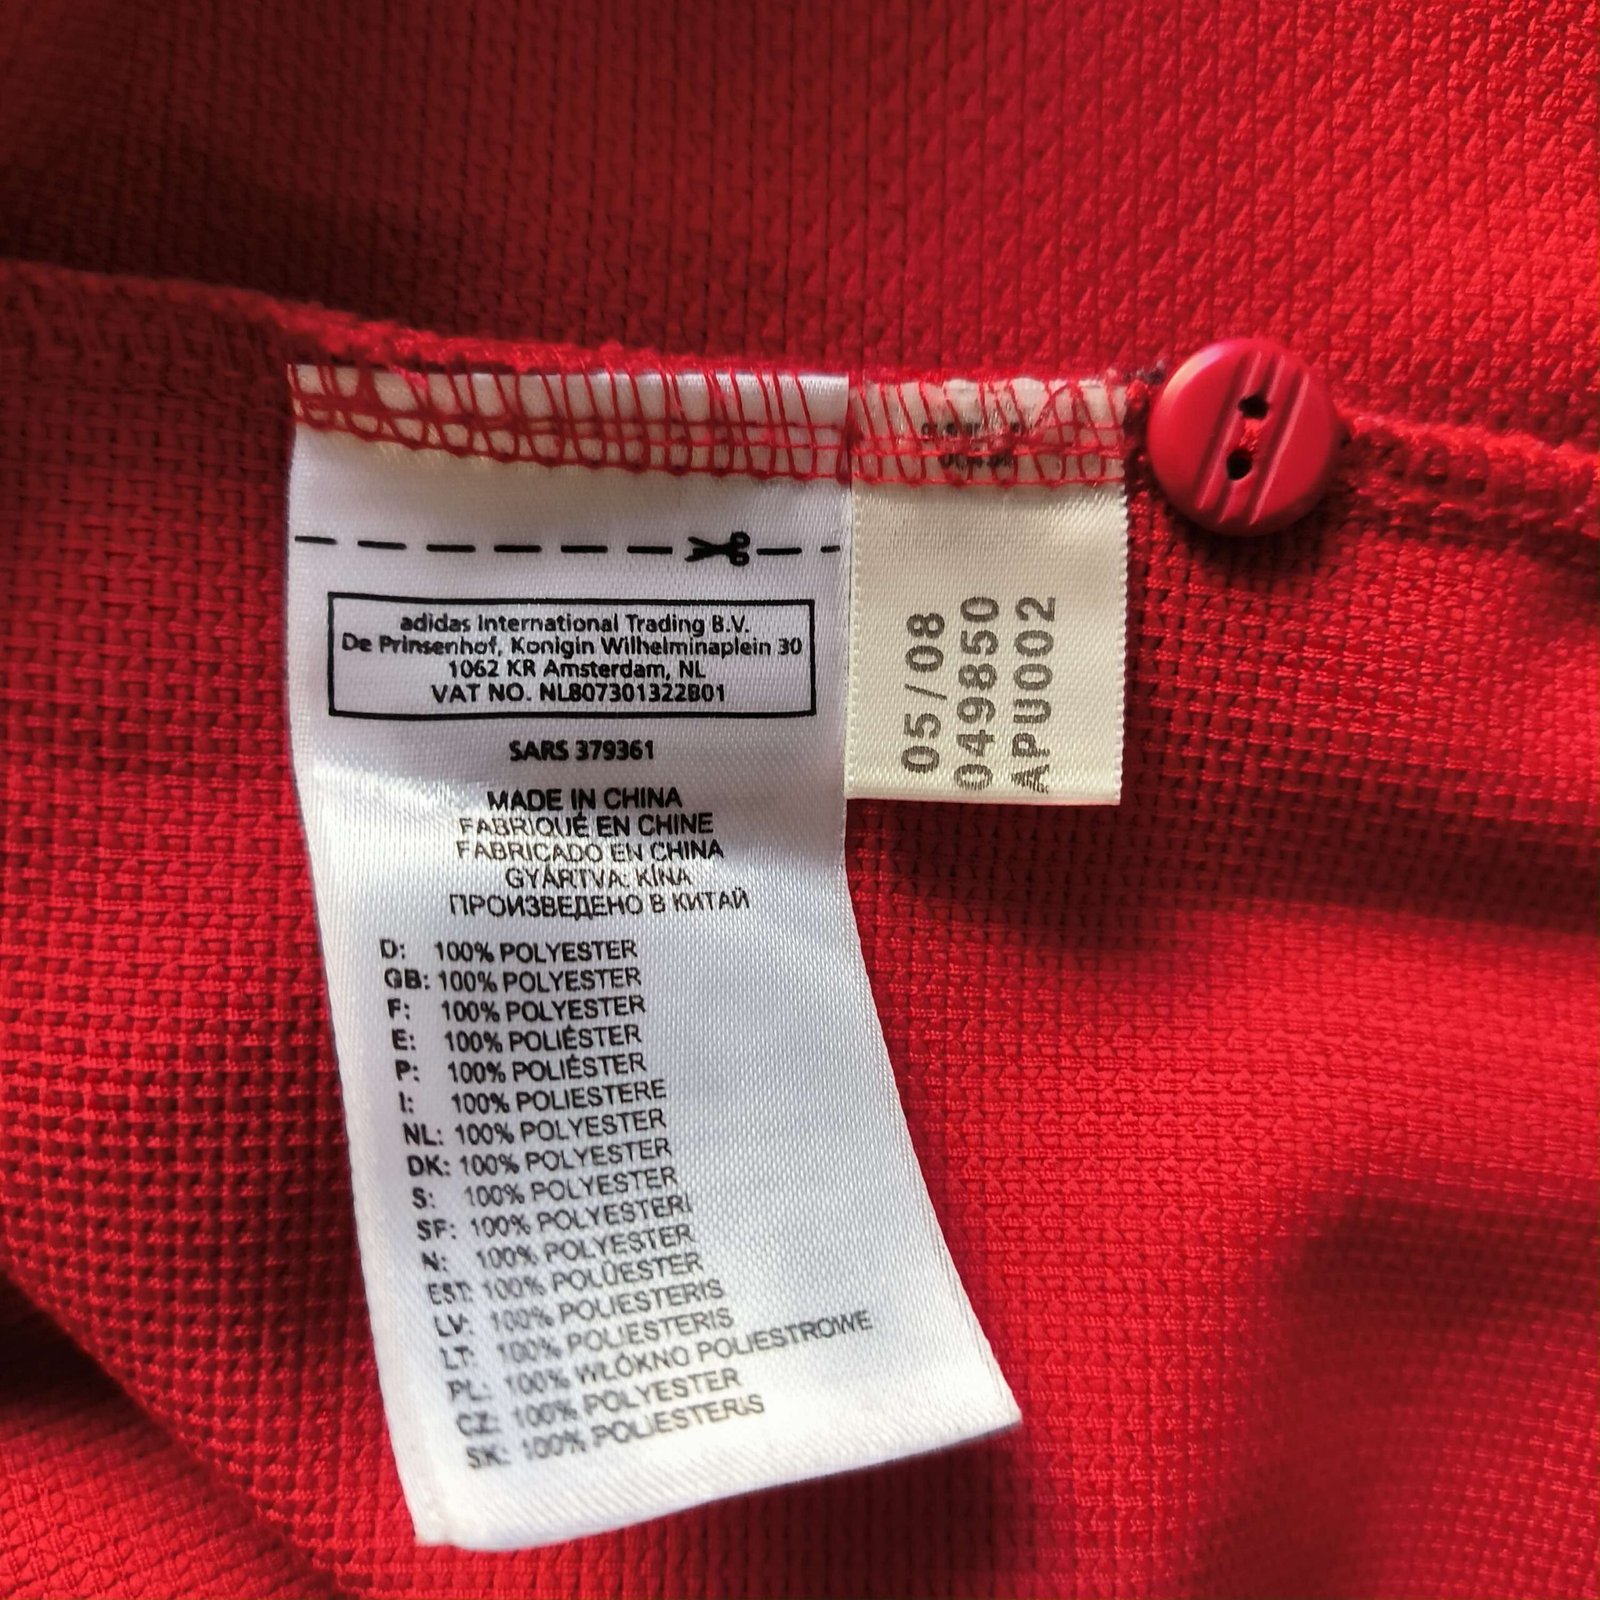 adidas International Trading B.V.
De Prinsenhof, Konigin Wilhelminaplein 30
1062 KR Amsterdam, NL
VAT NO. NL807301322B01
SARS 379361
MADE IN CHINA
FABRIQUÉ EN CHINE
FABRICADO EN CHINA
GYÁRTVA: KÍNA
ПРОИЗВЕДЕНО В КИТАЙ
D: 100% POLYESTER
GB: 100% POLYESTER
F: 100% POLYESTER
E: 100% POLIÉSTER
P: 100% POLIÉSTER
I: 100% POLIESTERE
NL: 100% POLYESTER
DK: 100% POLYESTER
S: 100% POLYESTER
SF: 100% POLYESTERI
N: 100% POLYESTER
EST: 100% POLÜESTER
LV: 100% POLIESTERIS
LT: 100% POLIESTERIS
PL: 100% WŁÓKNO POLIESTROWE
CZ: 100% POLYESTER
SK: 100% POLIESTERIS
05/08
049850
APU002